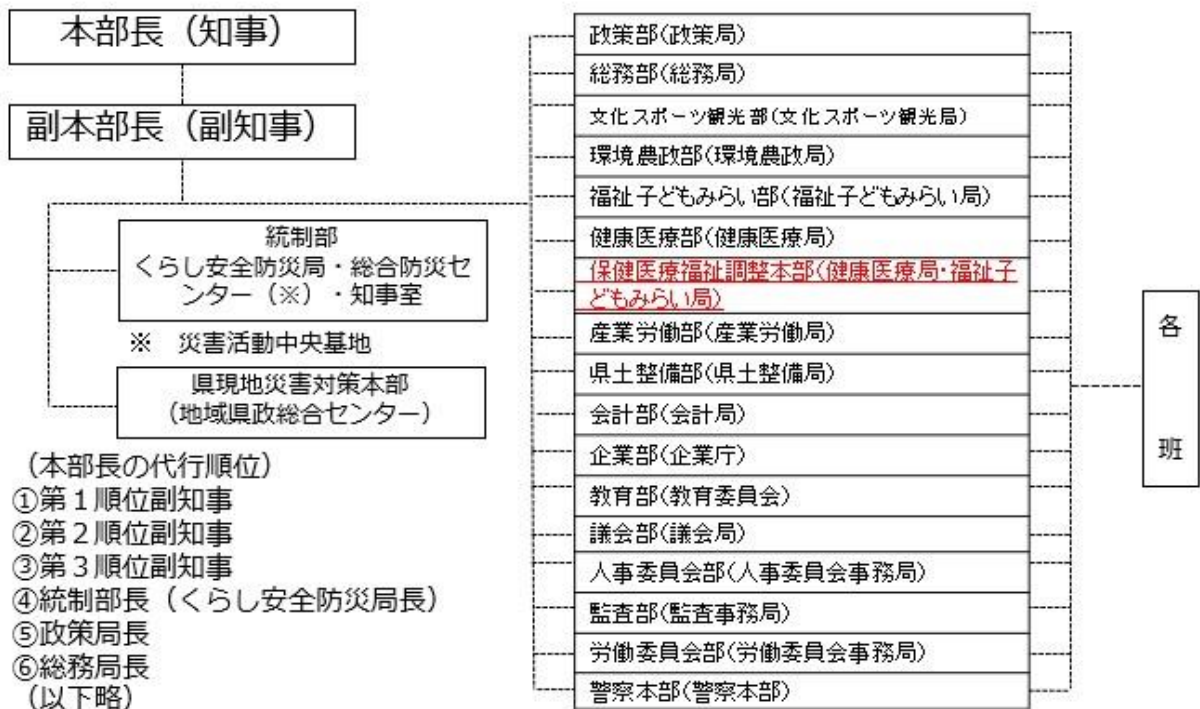 本部長（知事）
副本部長（副知事）
統制部
くらし安全防災局・総合防災セ
ンター（※）・知事室
※　災害活動中央基地
県現地災害対策本部
（地域県政総合センター）
（本部長の代行順位）
①第１順位副知事
②第２順位副知事
③第３順位副知事
④統制部長（くらし安全防災局長）
⑤政策局長
⑥総務局長
（以下略）
政策部(政策局)
総務部(総務局)
文化スポーツ観光部(文化スポーツ観光局)
環境農政部(環境農政局)
福祉子どもみらい部(福祉子どもみらい局)
健康医療部(健康医療局)
保健医療福祉調整本部(健康医療局・福祉子
どもみらい局)
産業労働部(産業労働局)
県土整備部(県土整備局)
会計部(会計局)
企業部(企業庁)
教育部(教育委員会)
議会部(議会局)
人事委員会部(人事委員会事務局)
監査部(監査事務局)
労働委員会部(労働委員会事務局)
警察本部(警察本部)
各
班